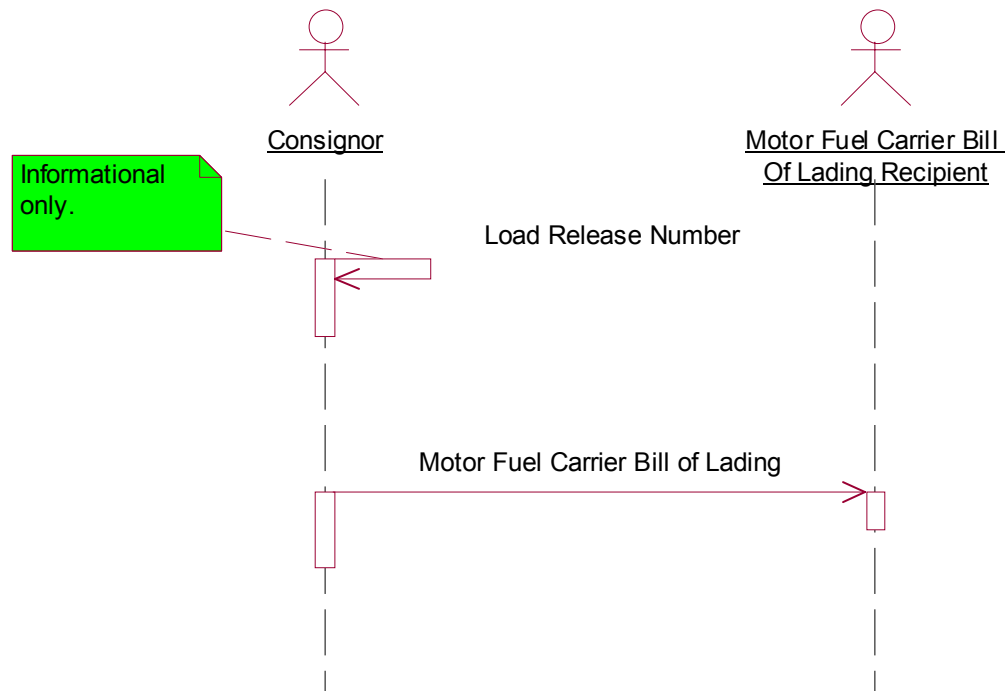 Consignor
Motor Fuel Carrier Bill
Of Lading Recipient
Informational
only.
Load Release Number
Motor Fuel Carrier Bill of Lading